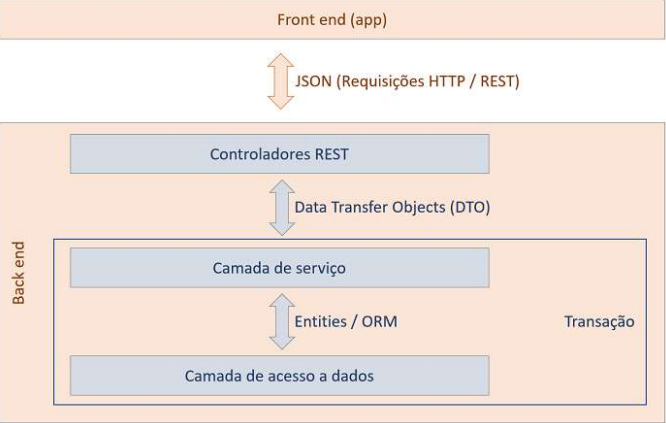 Front end (app)
JSON (Requisições HTTP / REST)
Controladores REST
Data Transfer Objects (DTO)
Back end
Camada de serviço
Entities / ORM
Transação
Camada de acesso a dados